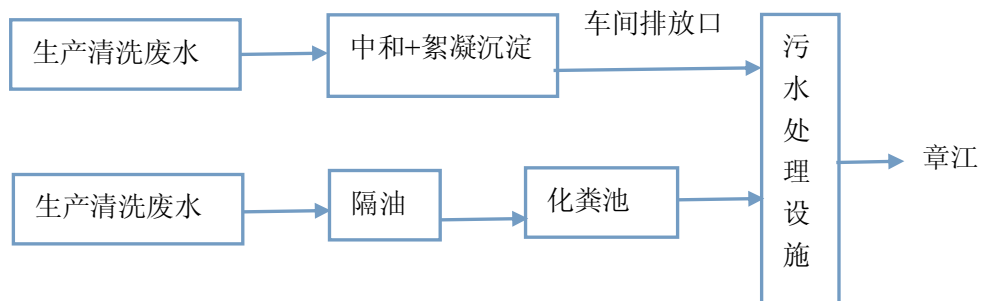 车间排放口
生产清洗废水
中和+絮凝沉淀
污水处理设施
章江
生产清洗废水
隔油
化粪池